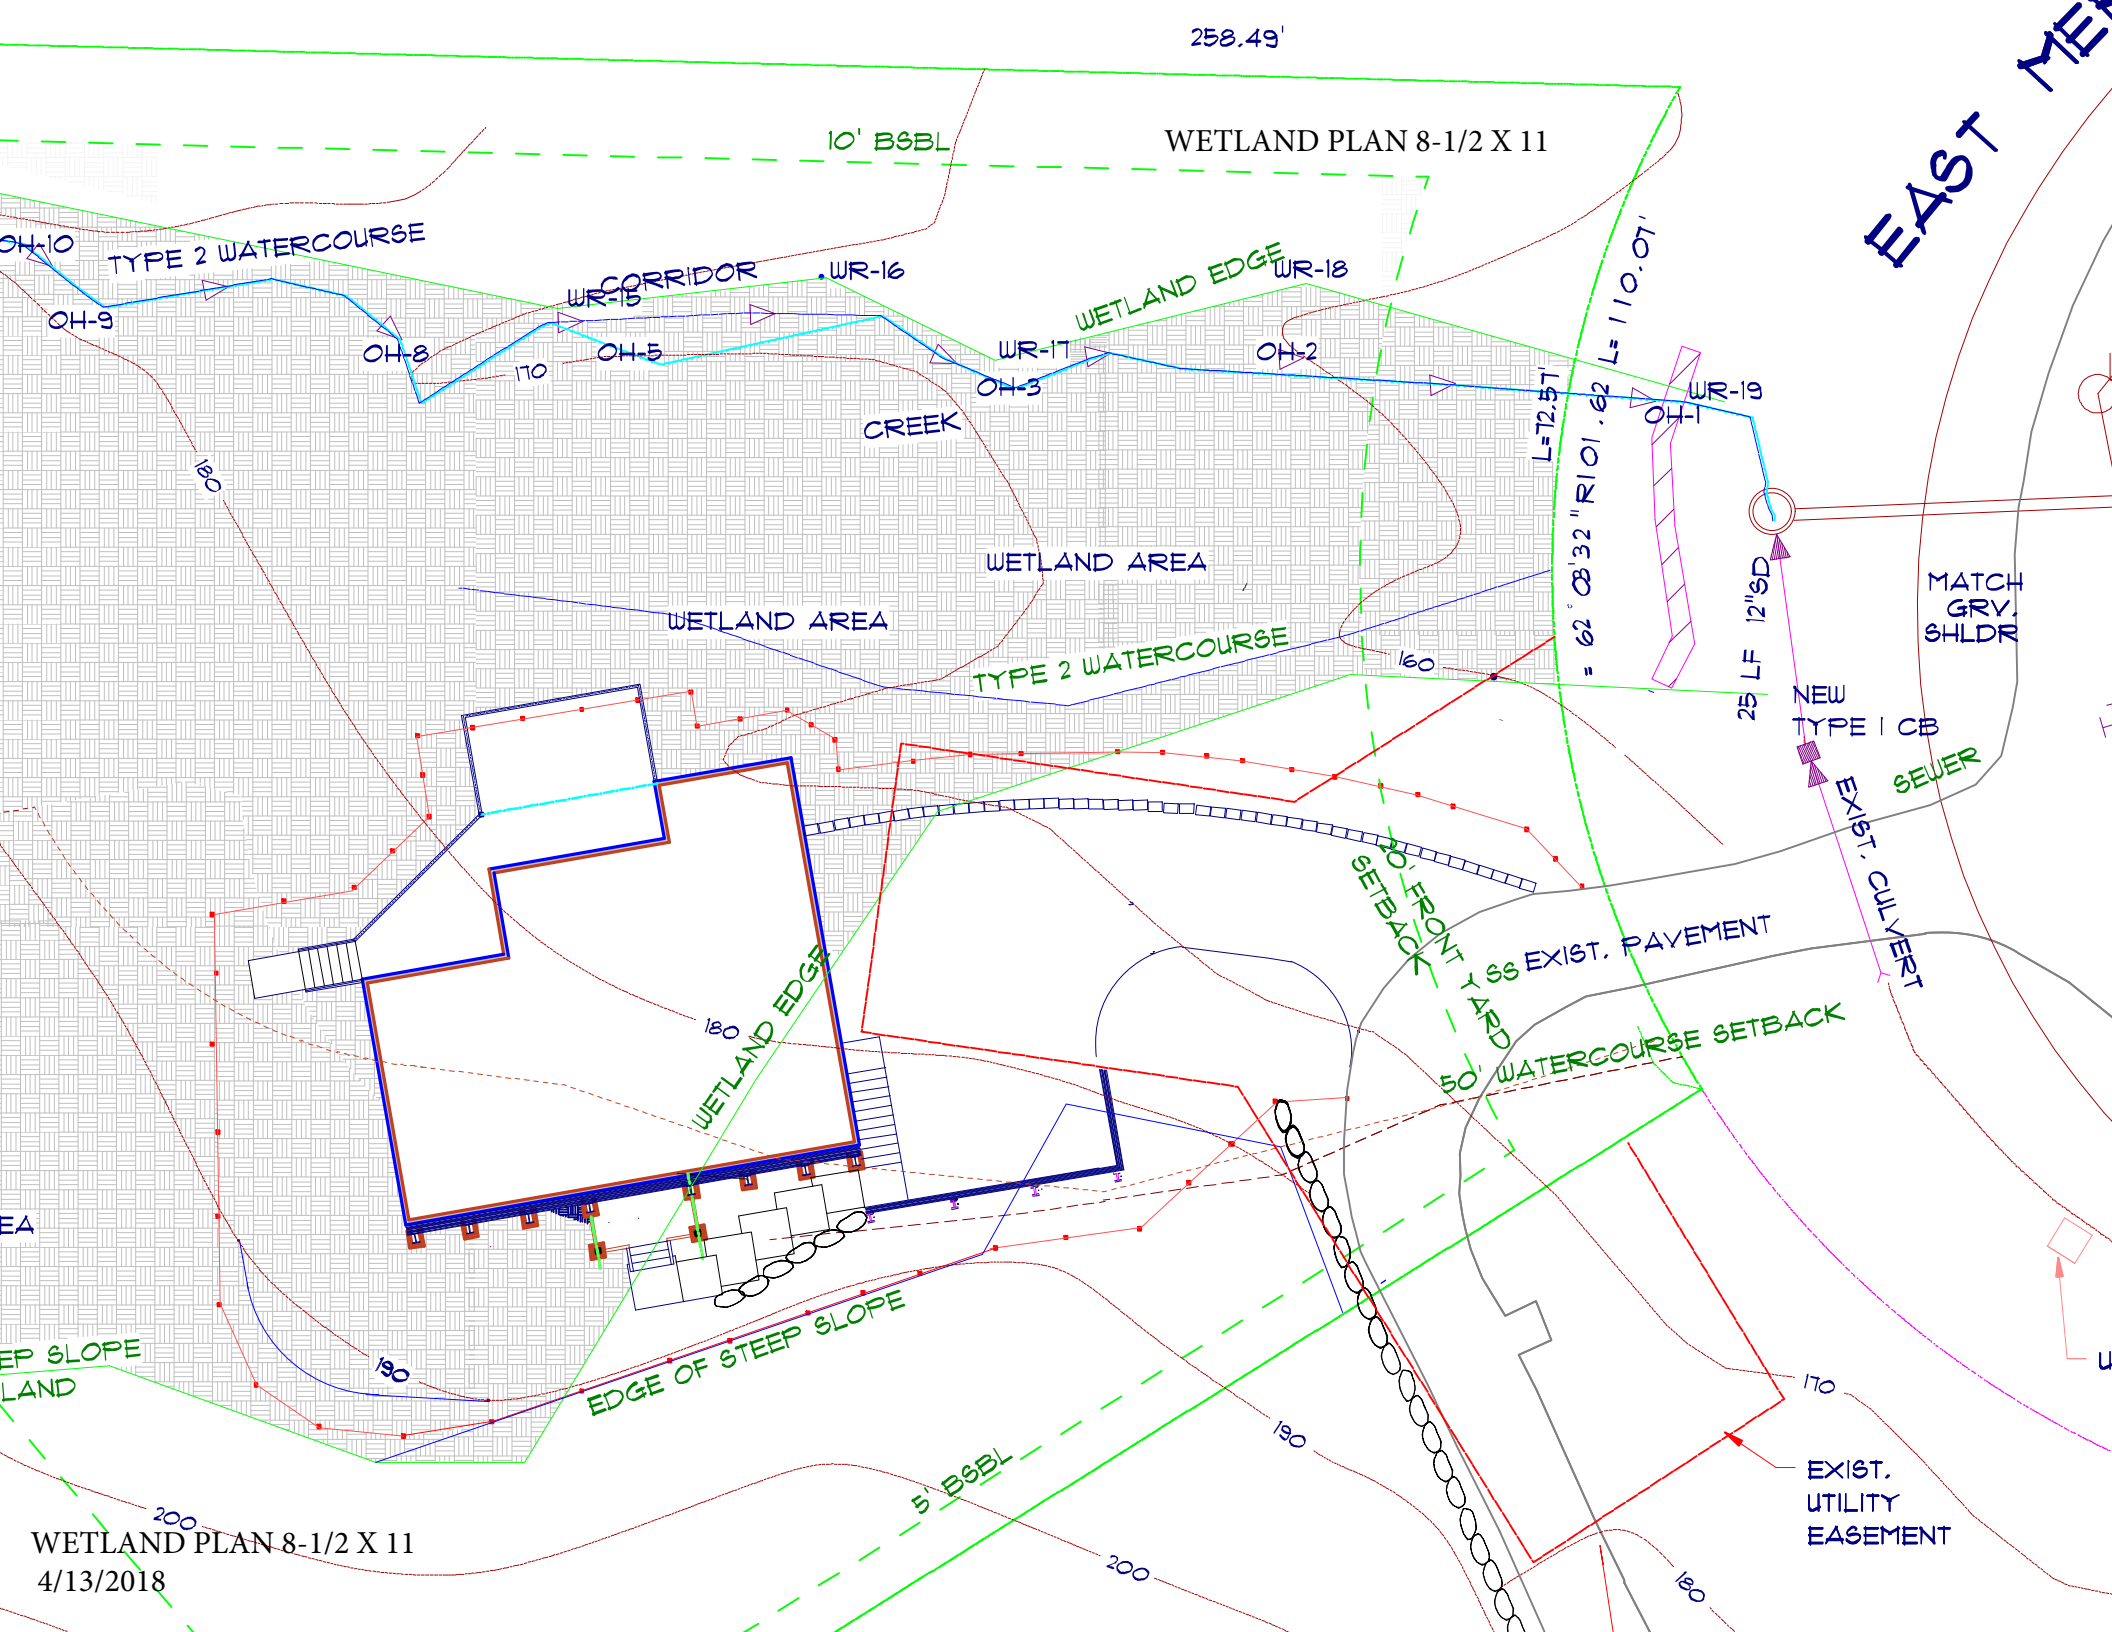 258.49'
EAST
10' BSBL
WETLAND PLAN 8-1/2 X 11
OH-10
TYPE 2 WATERCOURSE
CORRIDOR
WR-16
WETLAND EDGE
WR-18
L=110.07'
WR-15
OH-9
OH-8
OH-5
170
WR-17
OH-3
OH-2
WR-19
OH-1
L=72.57'
CREEK
180
= 62° 08'32" R101.62
WETLAND AREA
WETLAND AREA
12"SD
25 LF
MATCH
GRV.
SHLDR
TYPE 2 WATERCOURSE
160
NEW
TYPE 1 CB
SEWER
EXIST. CULVERT
20' FRONT YARD
SETBACK
SS
EXIST. PAVEMENT
WETLAND EDGE
180
50' WATERCOURSE SETBACK
EA
EP SLOPE
LAND
190
EDGE OF STEEP SLOPE
190
170
5' BSBL
EXIST.
UTILITY
EASEMENT
200
200
180
WETLAND PLAN 8-1/2 X 11
4/13/2018